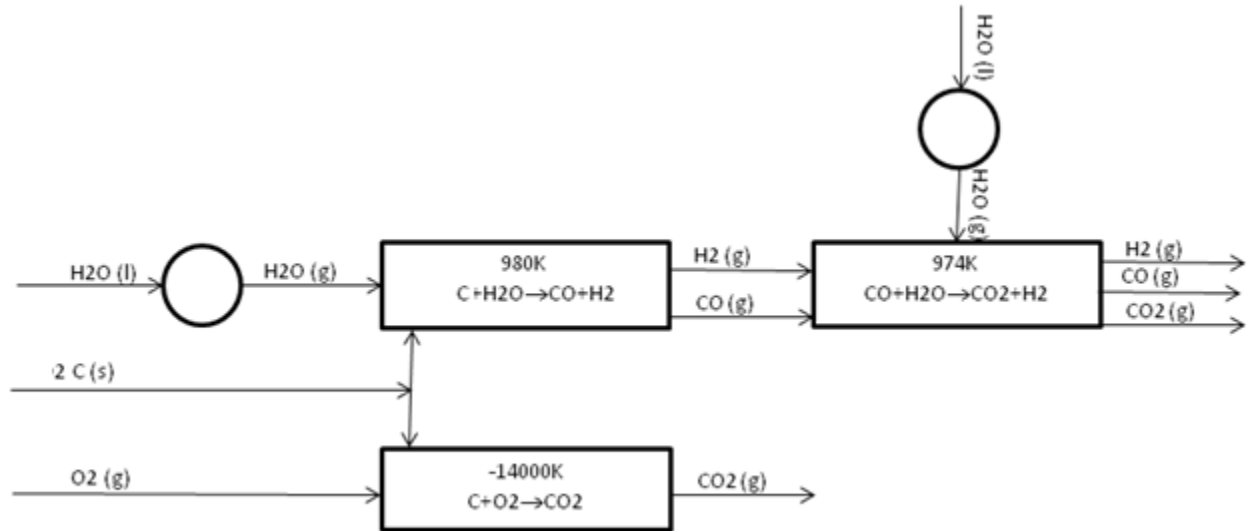 H2O (l)
H2O (g)
H2O (l)
H2O (g)
980K
C+H2O→CO+H2
H2 (g)
CO (g)
974K
CO+H2O→CO2+H2
H2 (g)
CO (g)
CO2 (g)
2 C (s)
O2 (g)
-14000K
C+O2→CO2
CO2 (g)